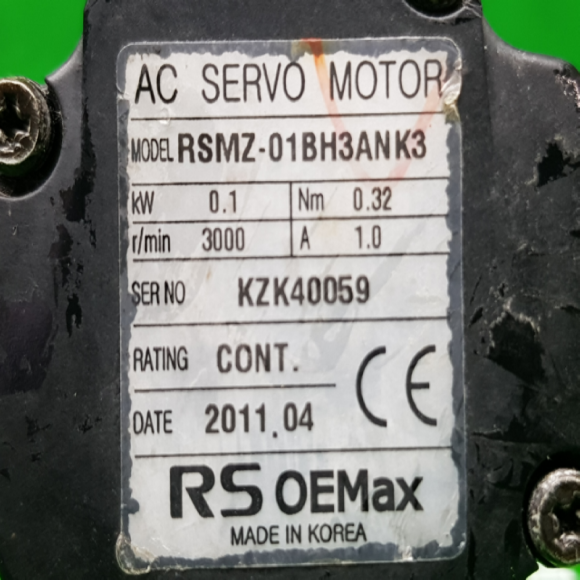 AC SERVO MOTOR
MODEL RSMZ-01BH3ANK3
kW 0.1 Nm 0.32
r/min 3000 A 1.0
SER NO KZK40059
RATING CONT.
CE
DATE 2011.04
RS OEMax
MADE IN KOREA